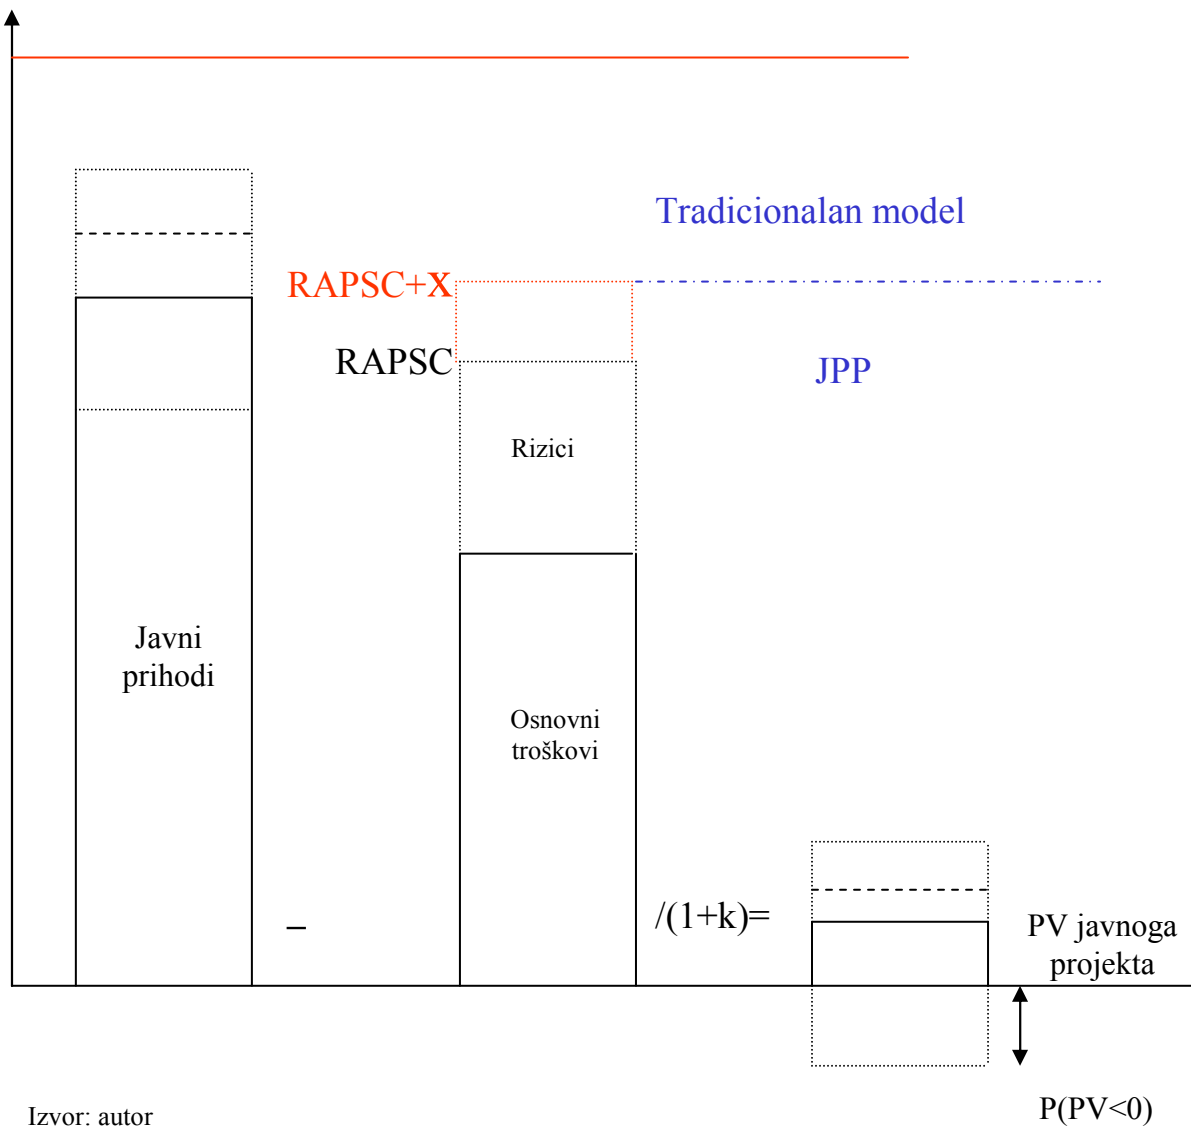 Tradicionalan model
RAPSC+X
RAPSC
JPP
Rizici
Javni
prihodi
Osnovni
troškovi
–
/(1+k)=
PV javnoga
projekta
P(PV<0)
Izvor: autor